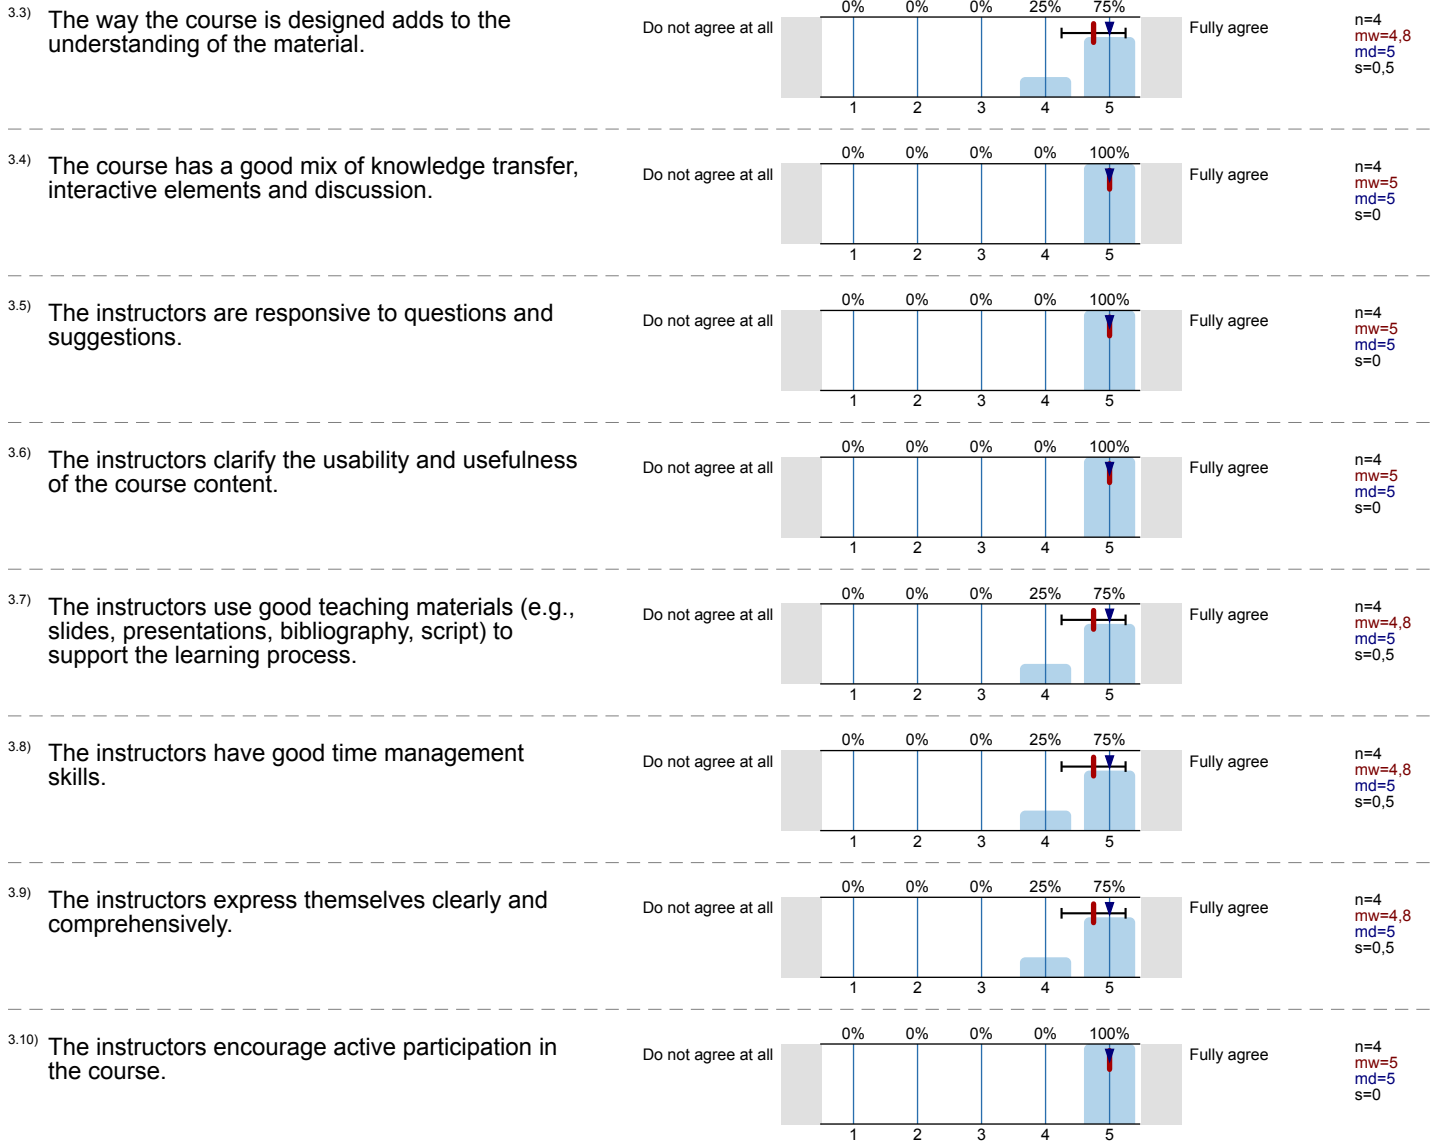 3.3) The way the course is designed adds to the
understanding of the material.
Do not agree at all
0% 0% 0% 25% 75%
1 2 3 4 5
Fully agree
n=4
mw=4,8
md=5
s=0,5
3.4) The course has a good mix of knowledge transfer,
interactive elements and discussion.
Do not agree at all
0% 0% 0% 0% 100%
1 2 3 4 5
Fully agree
n=4
mw=5
md=5
s=0
3.5) The instructors are responsive to questions and
suggestions.
Do not agree at all
0% 0% 0% 0% 100%
1 2 3 4 5
Fully agree
n=4
mw=5
md=5
s=0
3.6) The instructors clarify the usability and usefulness
of the course content.
Do not agree at all
0% 0% 0% 0% 100%
1 2 3 4 5
Fully agree
n=4
mw=5
md=5
s=0
3.7) The instructors use good teaching materials (e.g.,
slides, presentations, bibliography, script) to
support the learning process.
Do not agree at all
0% 0% 0% 25% 75%
1 2 3 4 5
Fully agree
n=4
mw=4,8
md=5
s=0,5
3.8) The instructors have good time management
skills.
Do not agree at all
0% 0% 0% 25% 75%
1 2 3 4 5
Fully agree
n=4
mw=4,8
md=5
s=0,5
3.9) The instructors express themselves clearly and
comprehensively.
Do not agree at all
0% 0% 0% 25% 75%
1 2 3 4 5
Fully agree
n=4
mw=4,8
md=5
s=0,5
3.10) The instructors encourage active participation in
the course.
Do not agree at all
0% 0% 0% 0% 100%
1 2 3 4 5
Fully agree
n=4
mw=5
md=5
s=0